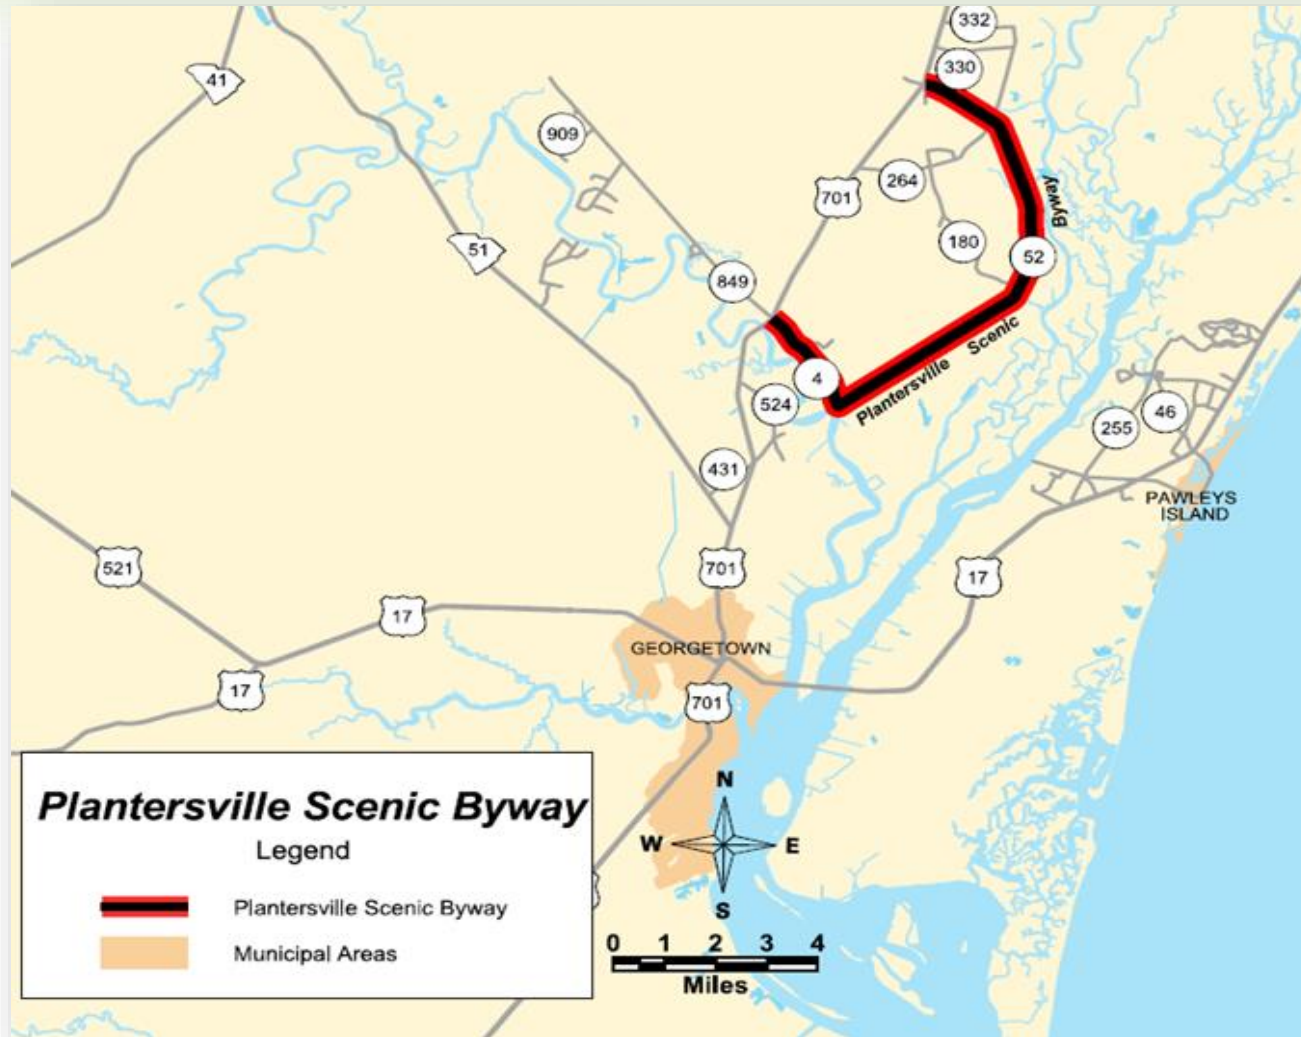 332
330
41
909
264
701
Byway
180
51
52
849
Scenic
Plantersville
4
524
46
255
431
PAWLEYS
ISLAND
521
701
17
17
GEORGETOWN
17
701
Plantersville Scenic Byway
Legend
Plantersville Scenic Byway
Municipal Areas
N
W
E
S
0 1 2 3 4
Miles